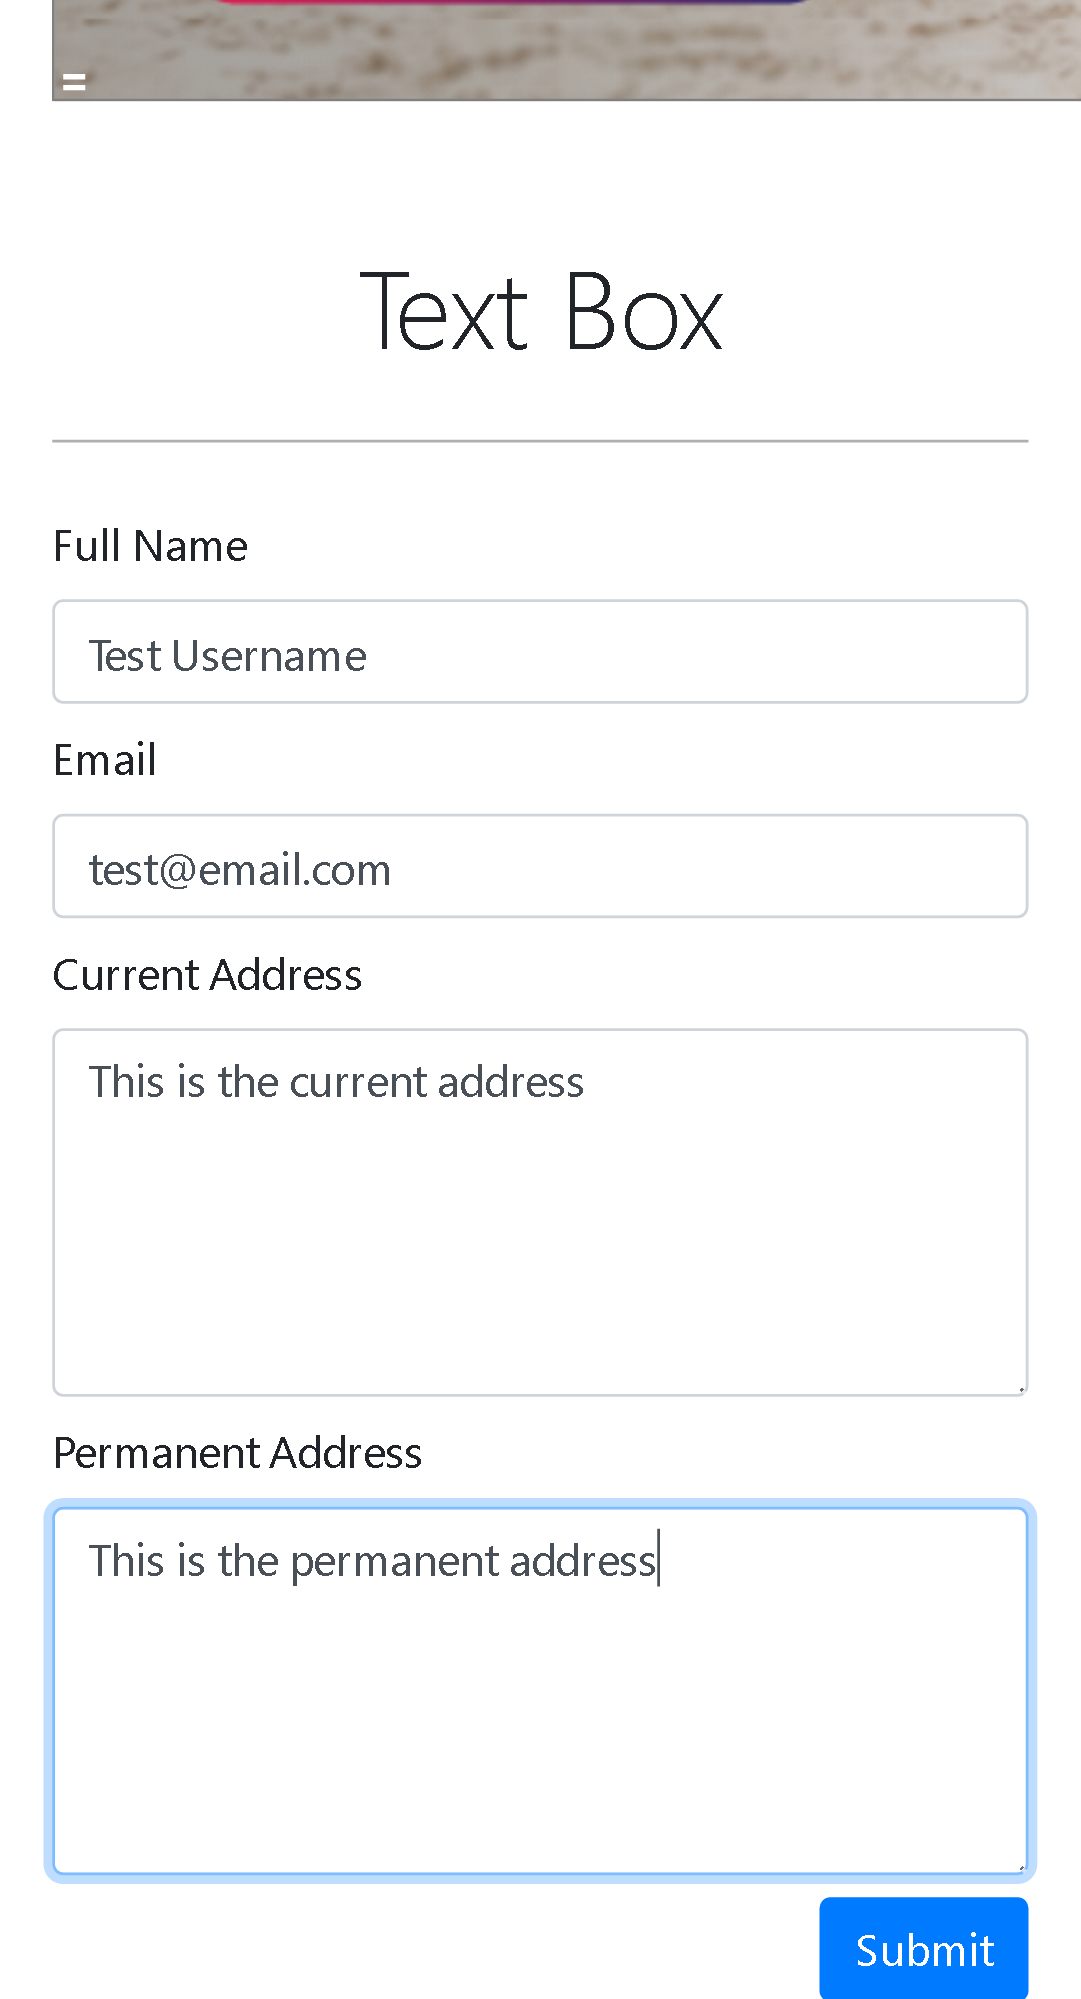 Text Box
Full Name
Test Username
Email
test@email.com
Current Address
This is the current address
Permanent Address
This is the permanent address
Submit